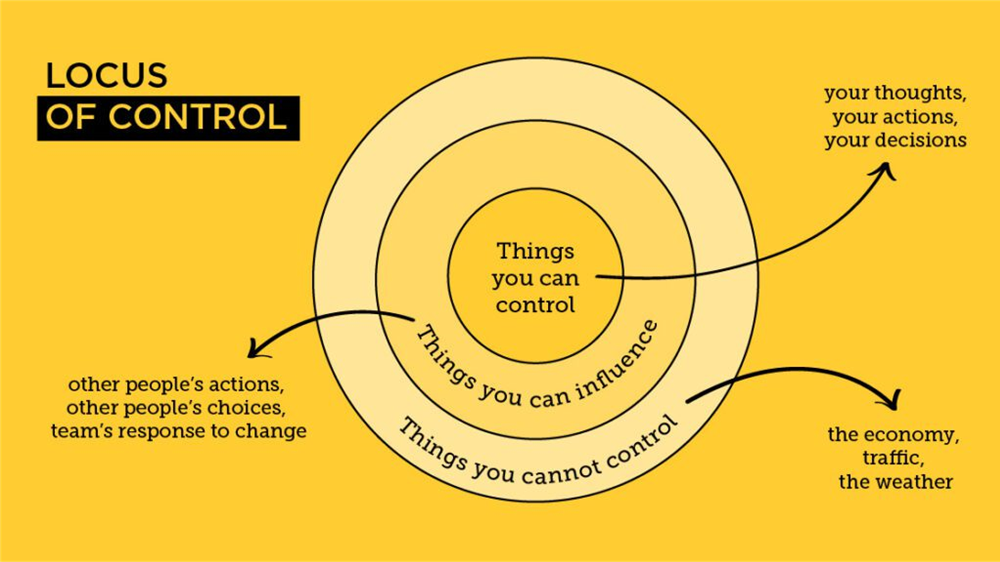 LOCUS
OF CONTROL
your thoughts,
your actions,
your decisions
Things
you can
control
Things you can influence
Things you cannot control
other people’s actions,
other people’s choices,
team’s response to change
the economy,
traffic,
the weather